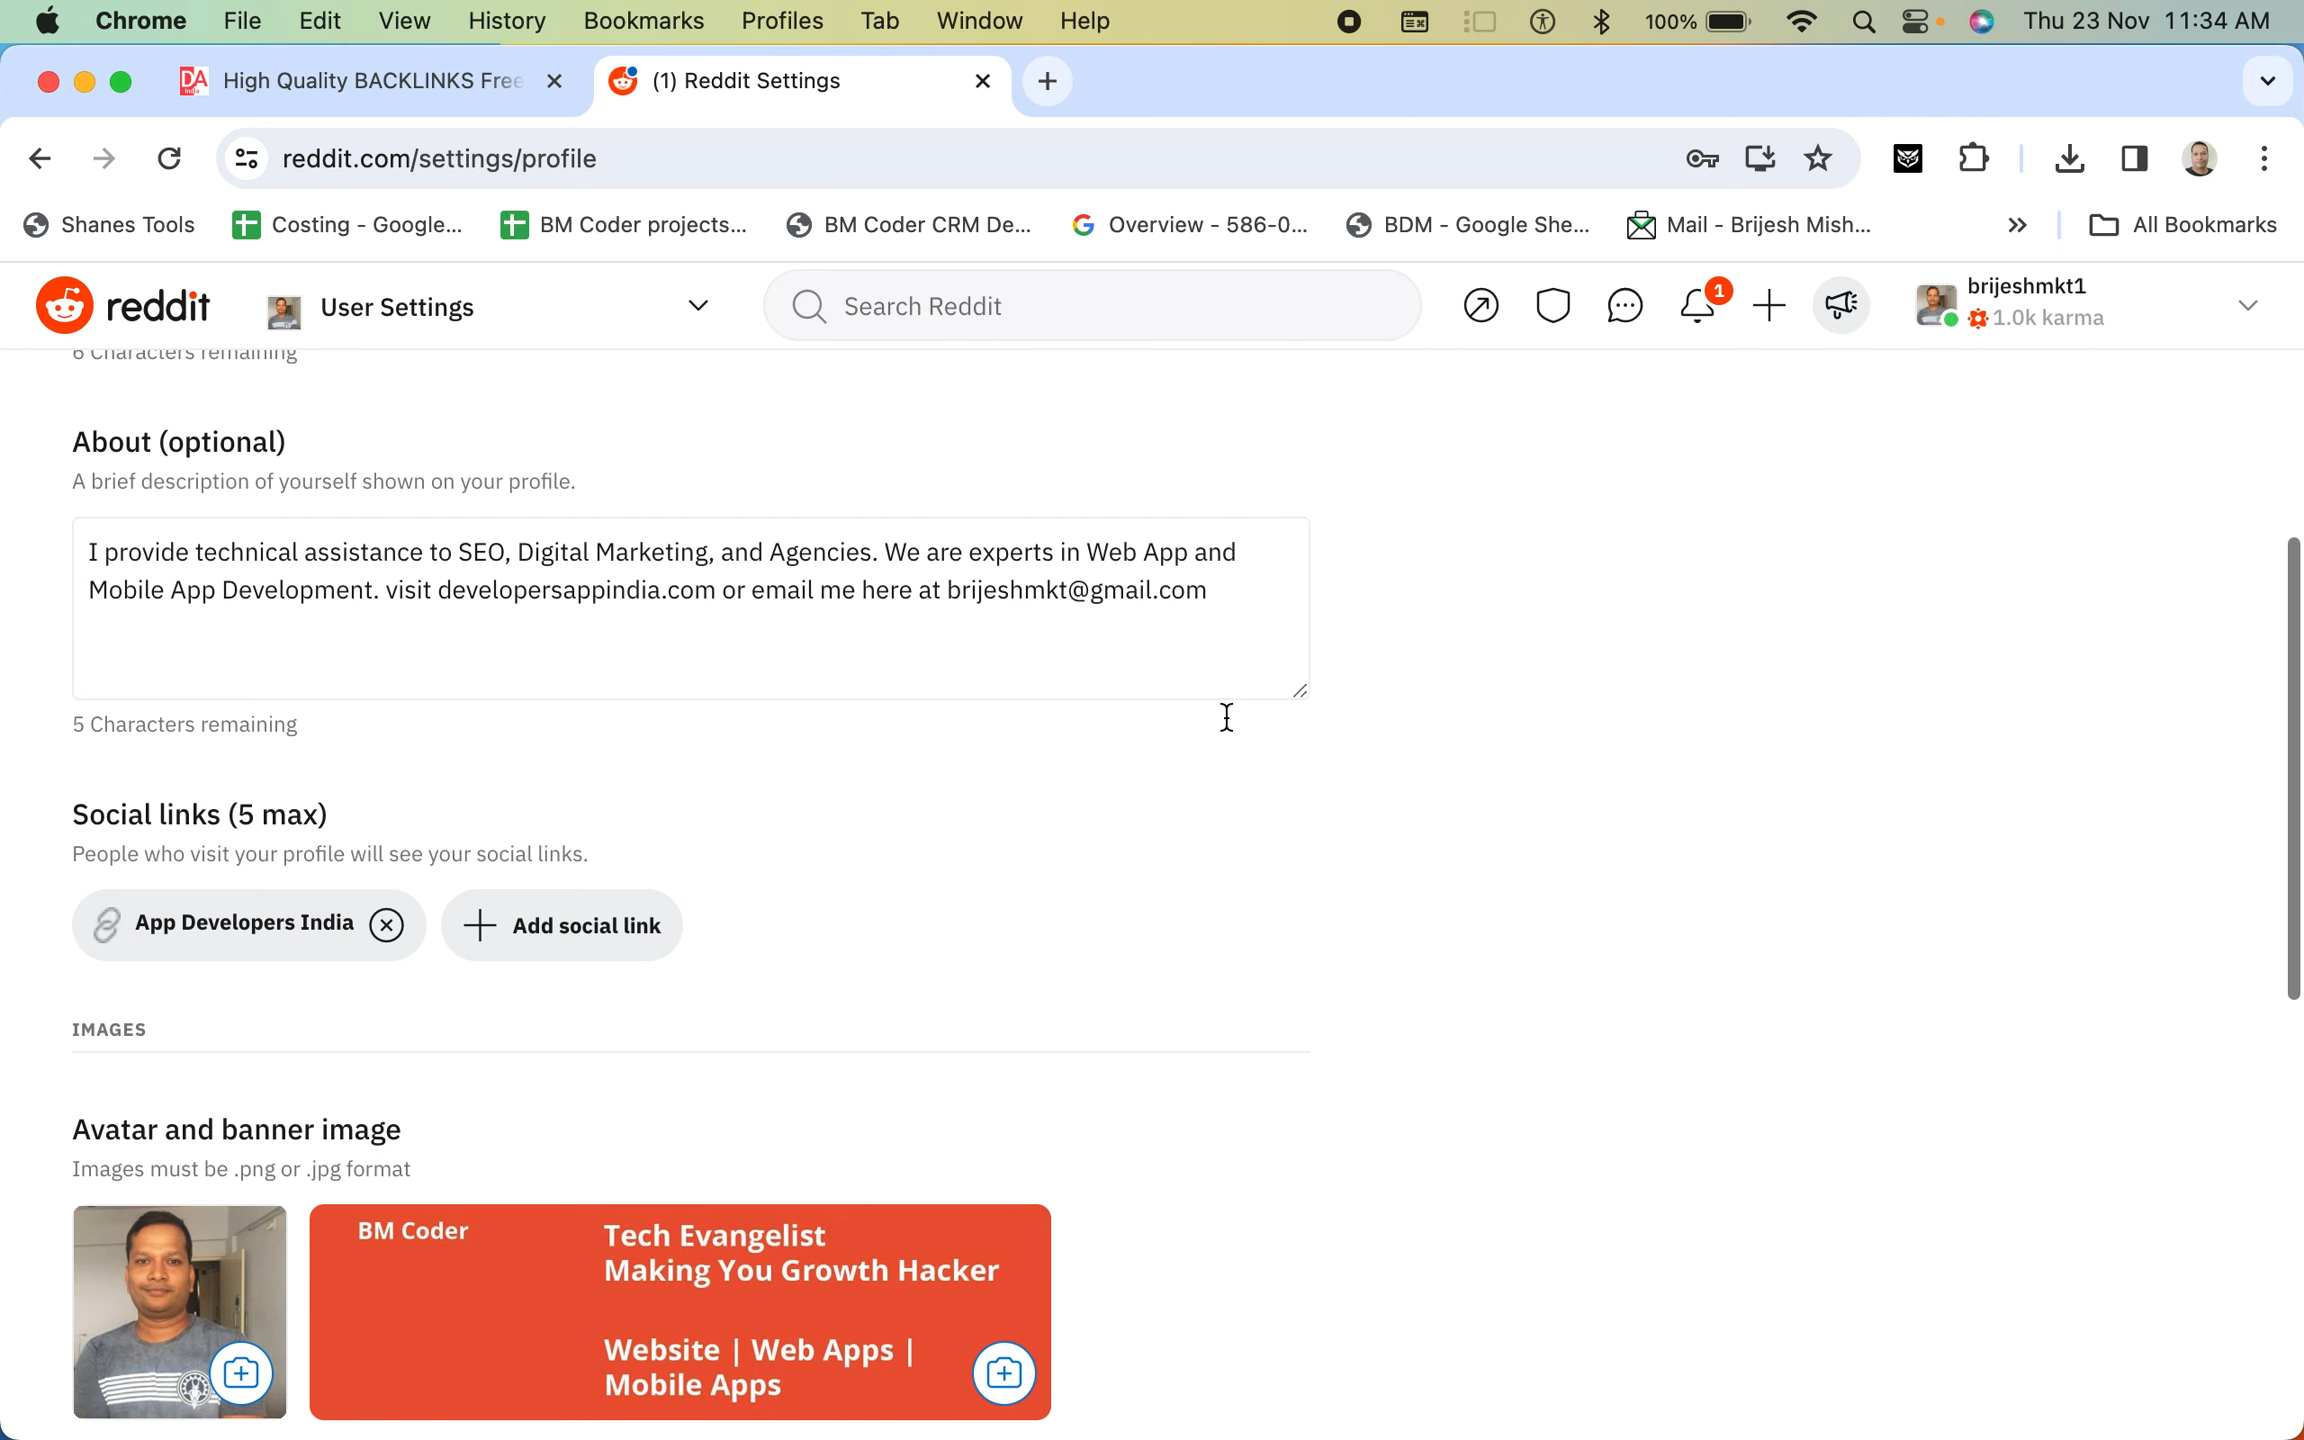 Chrome File Edit View History Bookmarks Profiles Tab Window Help 100% Thu 23 Nov 11:34 AM
DA India High Quality BACKLINKS Free (1) Reddit Settings
reddit.com/settings/profile
Shanes Tools Costing - Google... BM Coder projects... BM Coder CRM De... Overview - 586-0... BDM - Google She... Mail - Brijesh Mish... » All Bookmarks
reddit User Settings Search Reddit 1 brijeshmkt1
1.0k karma
6 Characters remaining
About (optional)
A brief description of yourself shown on your profile.
I provide technical assistance to SEO, Digital Marketing, and Agencies. We are experts in Web App and
Mobile App Development. visit developersappindia.com or email me here at brijeshmkt@gmail.com
5 Characters remaining
Social links (5 max)
People who visit your profile will see your social links.
App Developers India Add social link
IMAGES
Avatar and banner image
Images must be .png or .jpg format
BM Coder Tech Evangelist
Making You Growth Hacker
Website | Web Apps |
Mobile Apps